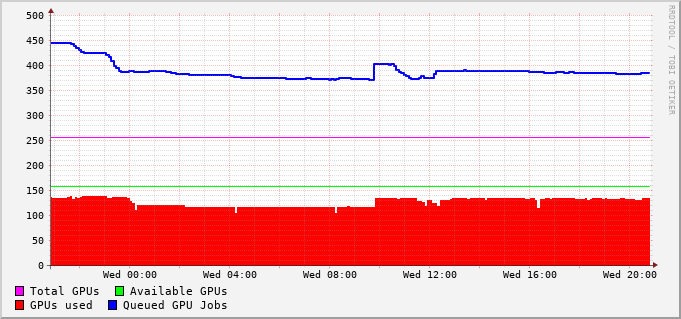 500
450
400
350
300
250
200
150
100
50
0
Wed 00:00 Wed 04:00 Wed 08:00 Wed 12:00 Wed 16:00 Wed 20:00
Total GPUs Available GPUs
GPUs used Queued GPU Jobs
RRDTOOL / TOBI OETIKER